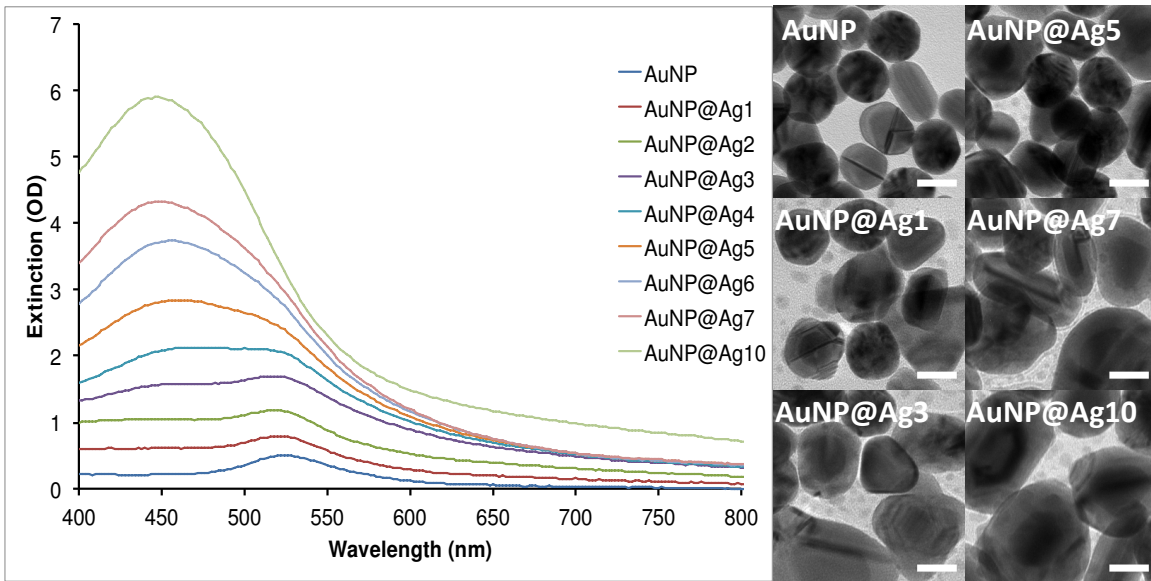 7
6
5
4
3
2
1
0
Extinction (OD)
400 450 500 550 600 650 700 750 800
Wavelength (nm)
AuNP
AuNP@Ag1
AuNP@Ag2
AuNP@Ag3
AuNP@Ag4
AuNP@Ag5
AuNP@Ag6
AuNP@Ag7
AuNP@Ag10
AuNP AuNP@Ag5
AuNP@Ag1 AuNP@Ag7
AuNP@Ag3 AuNP@Ag10